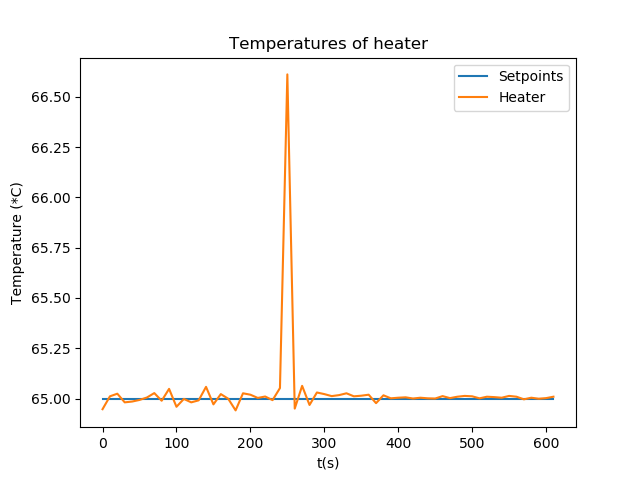 Temperatures of heater
Setpoints
Heater
66.50
66.25
66.00
65.75
65.50
65.25
65.00
Temperature (*C)
0 100 200 300 400 500 600
t(s)